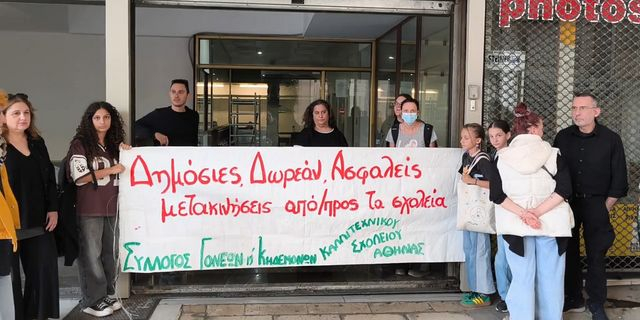 photos
Δημόσιες, Δωρεάν, Ασφαλείς
μετακινήσεις από/προς τα σχολεία
Σύλλογος Γονέων & Κηδεμόνων Καλλιτεχνικού
Σχολείου
Αθήνας